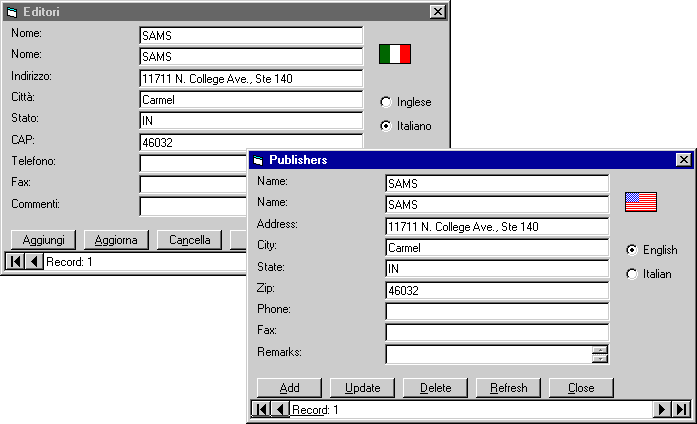 Editori
Nome: SAMS
Nome: SAMS
Indirizzo: 11711 N. College Ave., Ste 140
Città: Carmel
Inglese
Stato: IN
Italiano
CAP: 46032
Telefono:
Fax:
Commenti:
Aggiungi Aggiorna Cancella
Record: 1
Publishers
Name: SAMS
Name: SAMS
Address: 11711 N. College Ave., Ste 140
City: Carmel
English
State: IN
Italian
Zip: 46032
Phone:
Fax:
Remarks:
Add Update Delete Refresh Close
Record: 1